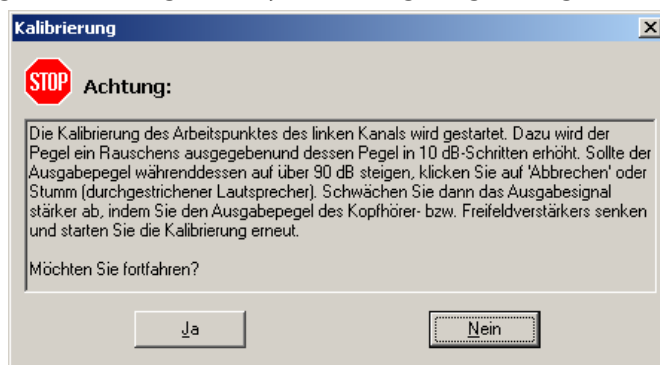 Kalibrierung
STOP Achtung:
Die Kalibrierung des Arbeitspunktes des linken Kanals wird gestartet. Dazu wird der
Pegel ein Rauschens ausgegebenund dessen Pegel in 10 dB-Schritten erhöht. Sollte der
Ausgabepegel währenddessen auf über 90 dB steigen, klicken Sie auf 'Abbrechen' oder
Stumm (durchgestrichener Lautsprecher). Schwächen Sie dann das Ausgabesignal
stärker ab, indem Sie den Ausgabepegel des Kopfhörer- bzw. Freifeldverstärkers senken
und starten Sie die Kalibrierung erneut.
Möchten Sie fortfahren?
Ja Nein